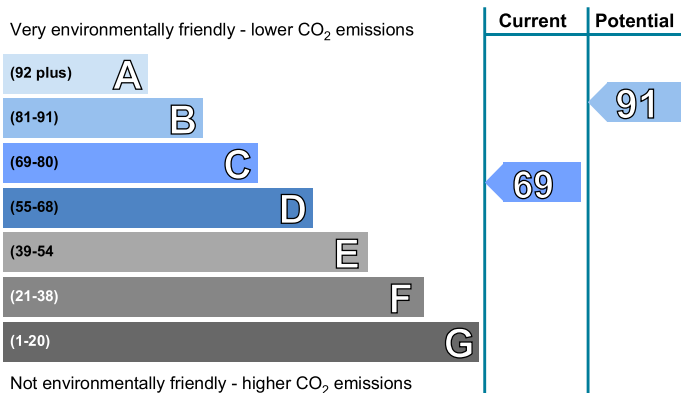 Current Potential
Very environmentally friendly - lower CO₂ emissions
(92 plus) A
(81-91) B
91
(69-80) C
69
(55-68) D
(39-54 E
(21-38) F
(1-20) G
Not environmentally friendly - higher CO₂ emissions